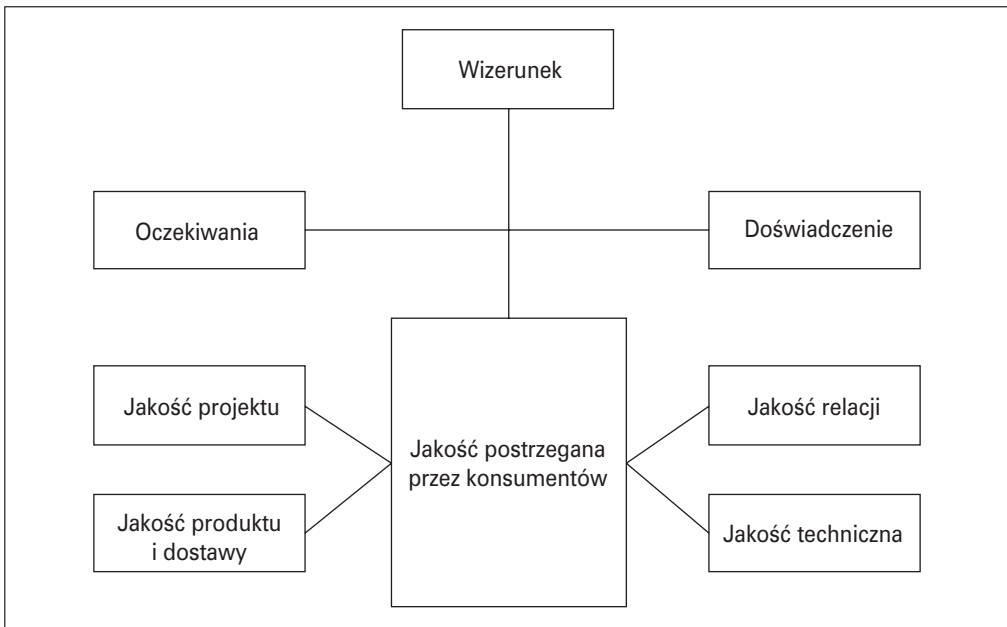 Wizerunek
Oczekiwania
Doświadczenie
Jakość projektu
Jakość relacji
Jakość postrzegana
przez konsumentów
Jakość produktu
i dostawy
Jakość techniczna